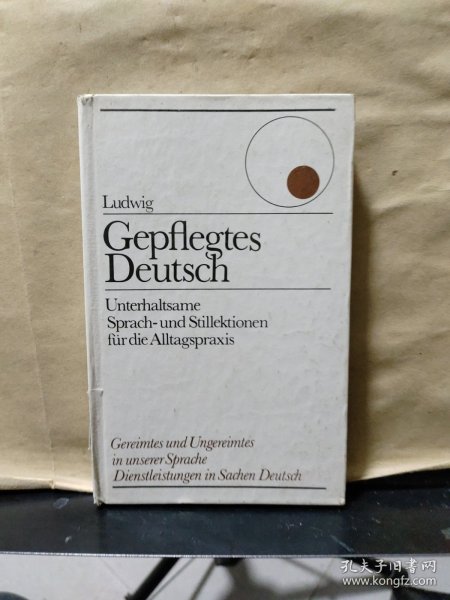 Ludwig
Gepflegtes
Deutsch
Unterhaltsame
Sprach- und Stillektionen
für die Alltagspraxis
Gereimtes und Ungereimtes
in unserer Sprache
Dienstleistungen in Sachen Deutsch
孔夫子旧书网
www.kongfz.com